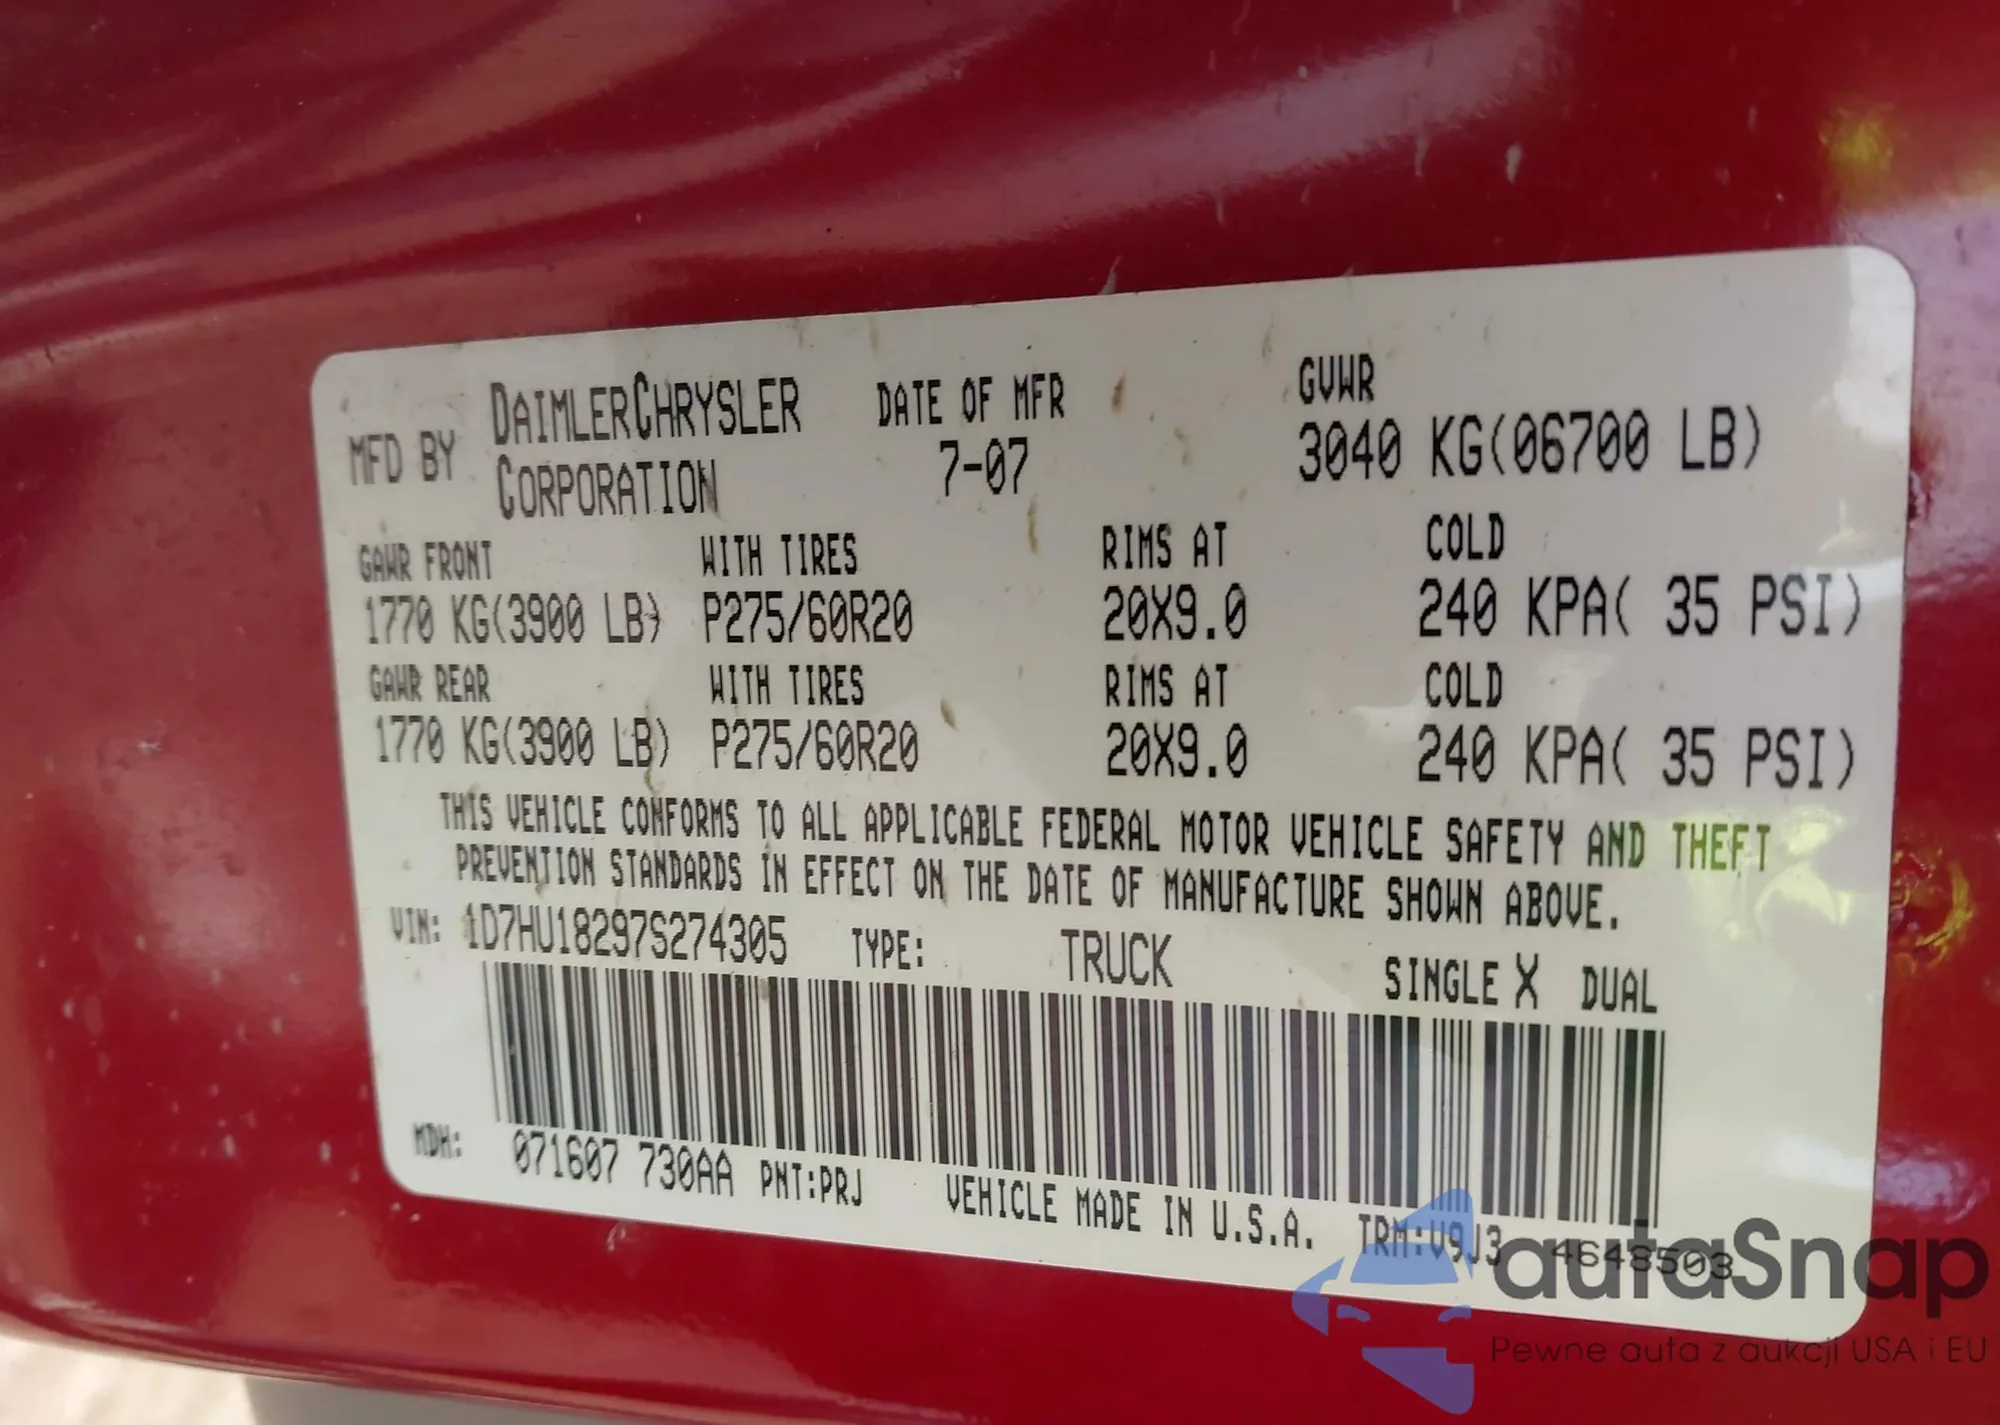 MFD BY DAIMLERCHRYSLER CORPORATION DATE OF MFR 7-07 GVWR 3040 KG(06700 LB)
GAWR FRONT WITH TIRES RIMS AT COLD
1770 KG(3900 LB) P275/60R20 20X9.0 240 KPA( 35 PSI)
GAWR REAR WITH TIRES RIMS AT COLD
1770 KG(3900 LB) P275/60R20 20X9.0 240 KPA( 35 PSI)
THIS VEHICLE CONFORMS TO ALL APPLICABLE FEDERAL MOTOR VEHICLE SAFETY AND THEFT
PREVENTION STANDARDS IN EFFECT ON THE DATE OF MANUFACTURE SHOWN ABOVE.
VIN: 1D7HU18297S274305 TYPE: TRUCK SINGLE X DUAL
MDH: 071607 730AA PNT:PRJ VEHICLE MADE IN U.S.A. TRM:V9J3 4648503
autaSnap
Pewne auta z aukcji USA i EU